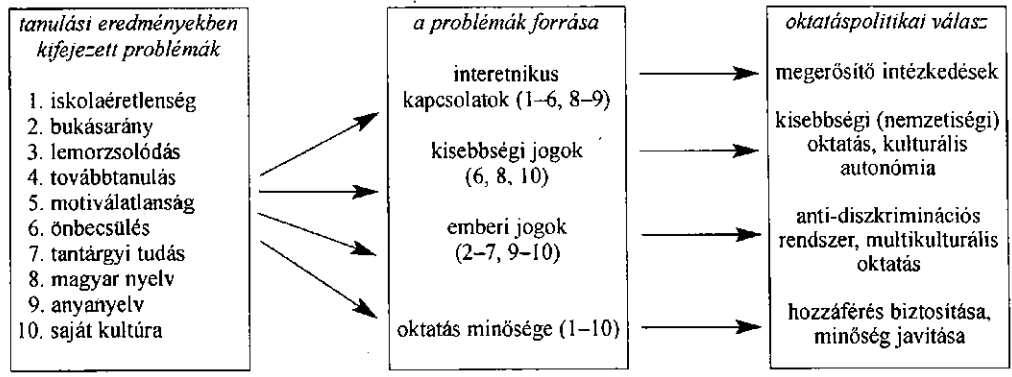 tanulási eredményekben
kifejezett problémák
1. iskolaéretlenség
2. bukásarány
3. lemorzsolódás
4. továbbtanulás
5. motiválatlanság
6. önbecsülés
7. tantárgyi tudás
8. magyar nyelv
9. anyanyelv
10. saját kultúra
a problémák forrása
interetnikus
kapcsolatok (1–6, 8–9)
kisebbségi jogok
(6, 8, 10)
emberi jogok
(2–7, 9–10)
oktatás minősége (1–10)
oktatáspolitikai válasz
megerősítő intézkedések
kisebbségi (nemzetiségi)
oktatás, kulturális
autonómia
anti-diszkriminációs
rendszer, multikulturális
oktatás
hozzáférés biztosítása,
minőség javítása